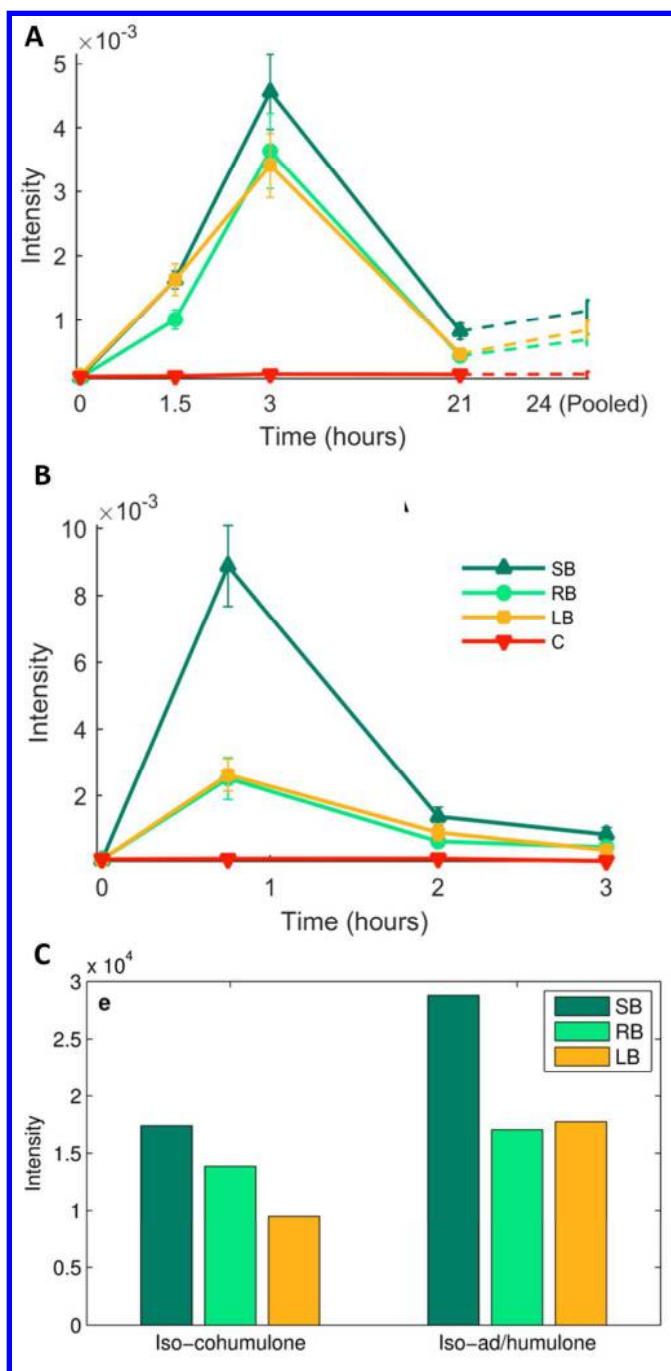 A
×10⁻³
5
4
3
2
1
Intensity
0 1.5 3 21 24 (Pooled)
Time (hours)
B
×10⁻³
10
8
6
4
2
Intensity
SB
RB
LB
C
0 1 2 3
Time (hours)
C
x 10⁴
e
3
2.5
2
1.5
1
0.5
0
Intensity
SB
RB
LB
Iso-cohumulone Iso-ad/humulone